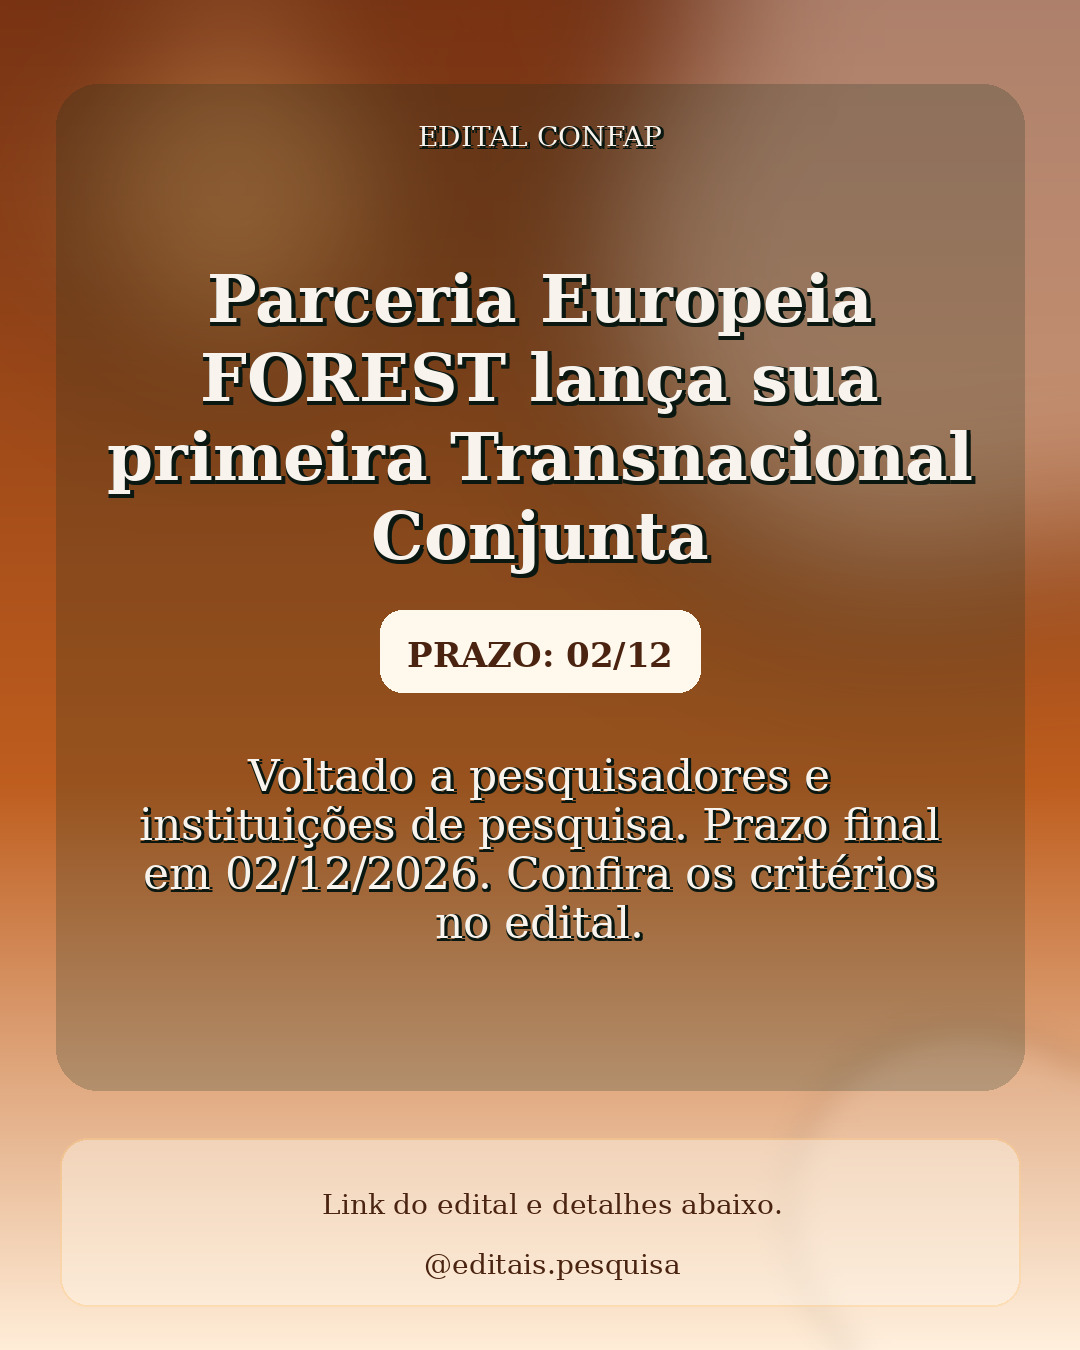 EDITAL CONFAP
Parceria Europeia
FOREST lança sua
primeira Transnacional
Conjunta
PRAZO: 02/12
Voltado a pesquisadores e
instituições de pesquisa. Prazo final
em 02/12/2026. Confira os critérios
no edital.
Link do edital e detalhes abaixo.
@editais.pesquisa